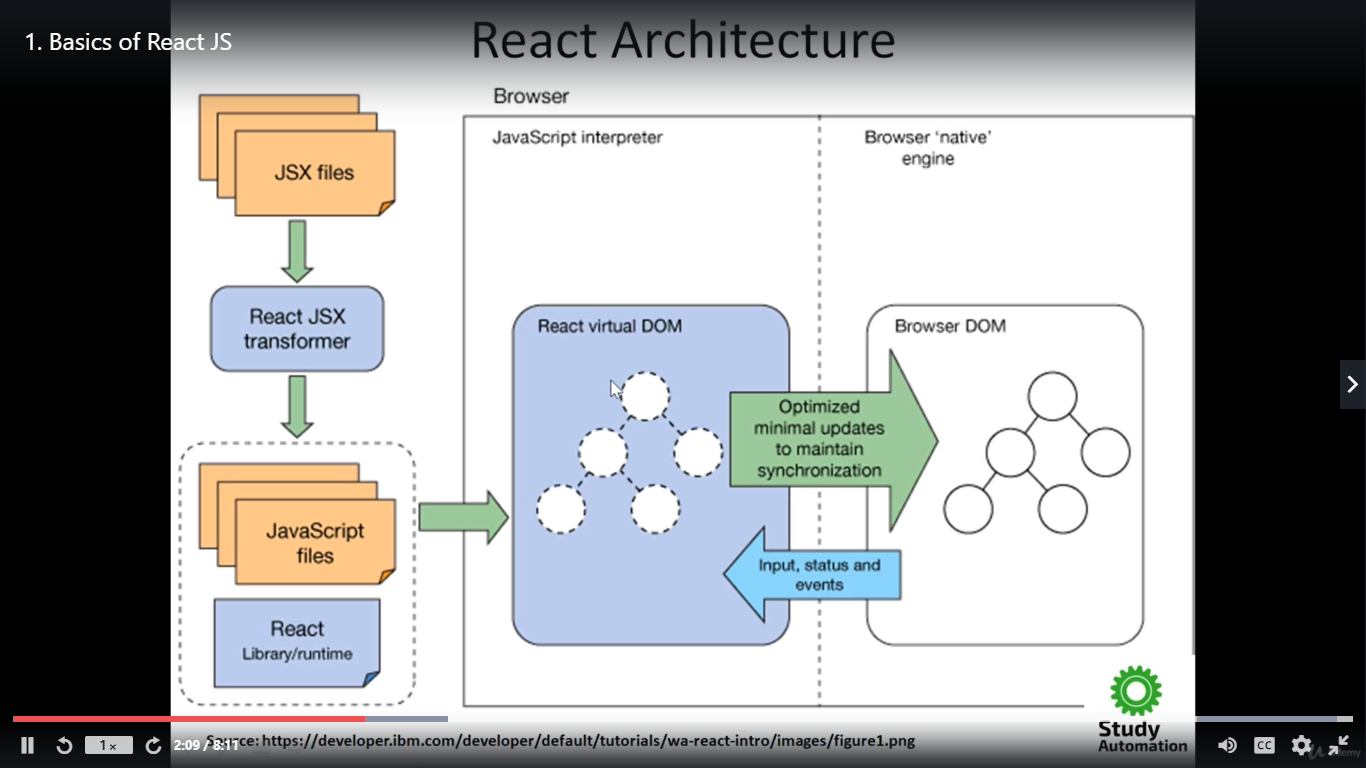 1. Basics of React JS
React Architecture
Browser
JavaScript interpreter
Browser ‘native’
engine
JSX files
React JSX
transformer
JavaScript
files
React
Library/runtime
React virtual DOM
Optimized
minimal updates
to maintain
synchronization
Input, status and
events
Browser DOM
Study
Automation
Source: https://developer.ibm.com/developer/default/tutorials/wa-react-intro/images/figure1.png
1 x
2:09 / 8:11
CC